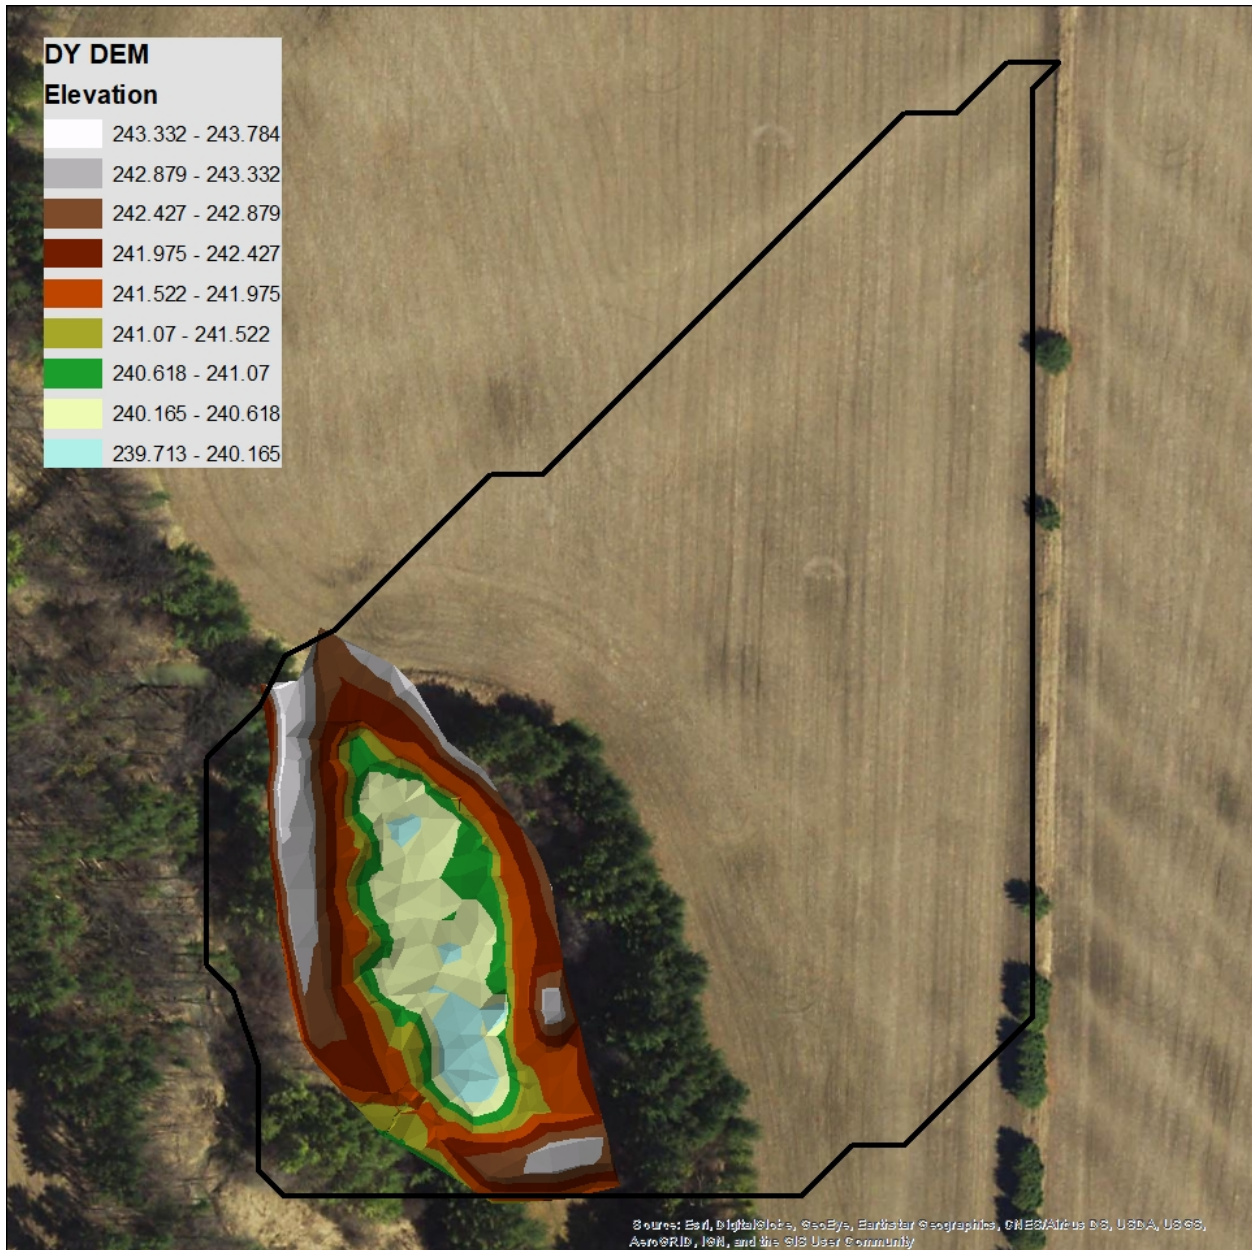 DY DEM
Elevation
243.332 - 243.784
242.879 - 243.332
242.427 - 242.879
241.975 - 242.427
241.522 - 241.975
241.07 - 241.522
240.618 - 241.07
240.165 - 240.618
239.713 - 240.165
Source: Esri, DigitalGlobe, GeoEye, Earthstar Geographics, CNES/Airbus DS, USDA, USGS,
AeroGRID, IGN, and the GIS User Community